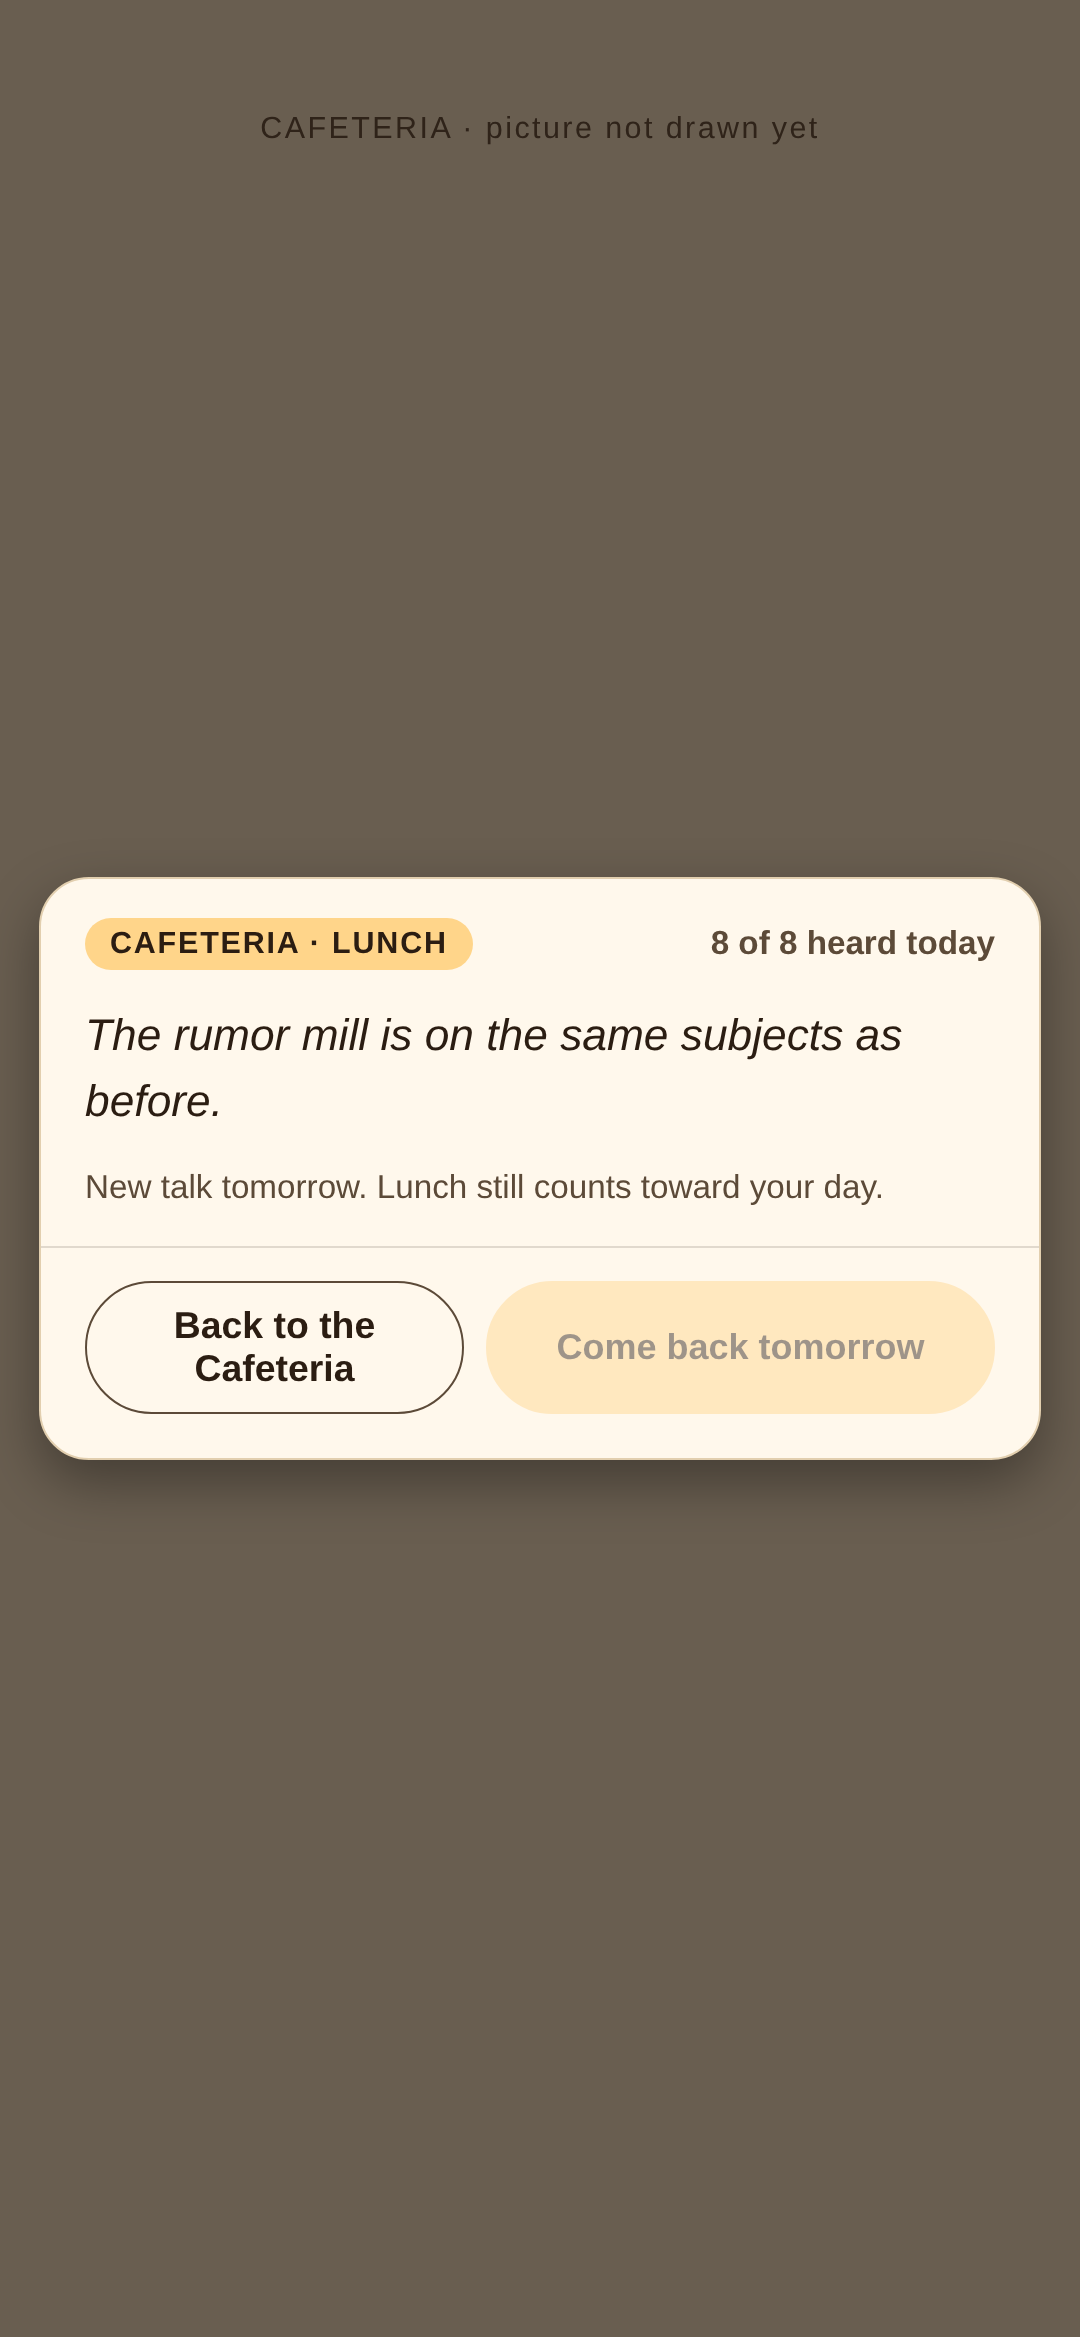 CAFETERIA · picture not drawn yet
CAFETERIA · LUNCH
8 of 8 heard today
The rumor mill is on the same subjects as
before.
New talk tomorrow. Lunch still counts toward your day.
Back to the
Cafeteria
Come back tomorrow